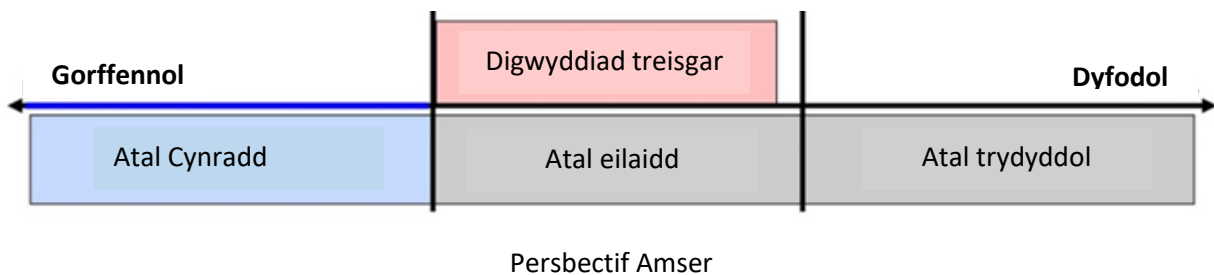 Digwyddiad treisgar
Gorffennol
Dyfodol
Atal Cynradd
Atal eilaidd
Atal trydyddol
Persbectif Amser